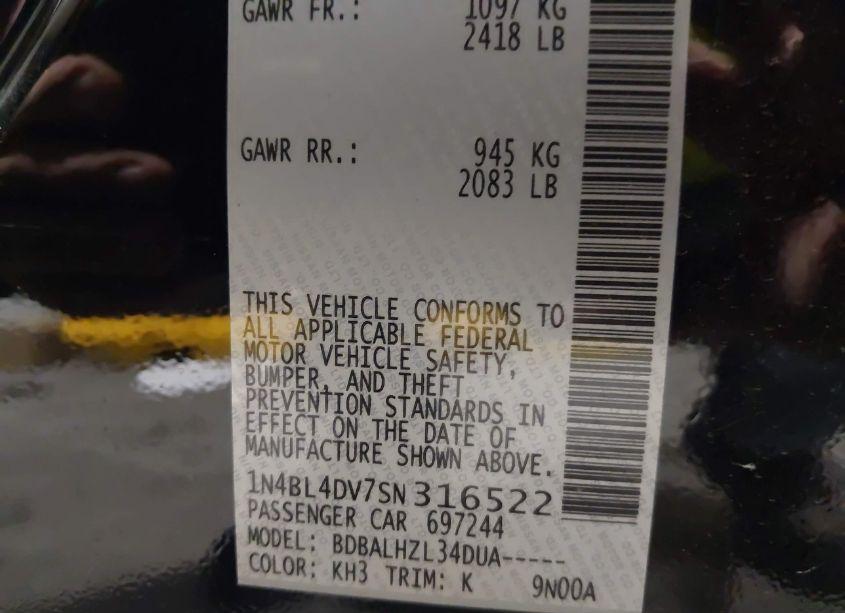 GAWR FR.: 1097 KG
2418 LB
GAWR RR.: 945 KG
2083 LB
THIS VEHICLE CONFORMS TO
ALL APPLICABLE FEDERAL
MOTOR VEHICLE SAFETY,
BUMPER, AND THEFT
PREVENTION STANDARDS IN
EFFECT ON THE DATE OF
MANUFACTURE SHOWN ABOVE.
1N4BL4DV7SN316522
PASSENGER CAR 697244
MODEL: BDBALHZL34DUA-----
COLOR: KH3 TRIM: K 9N00A